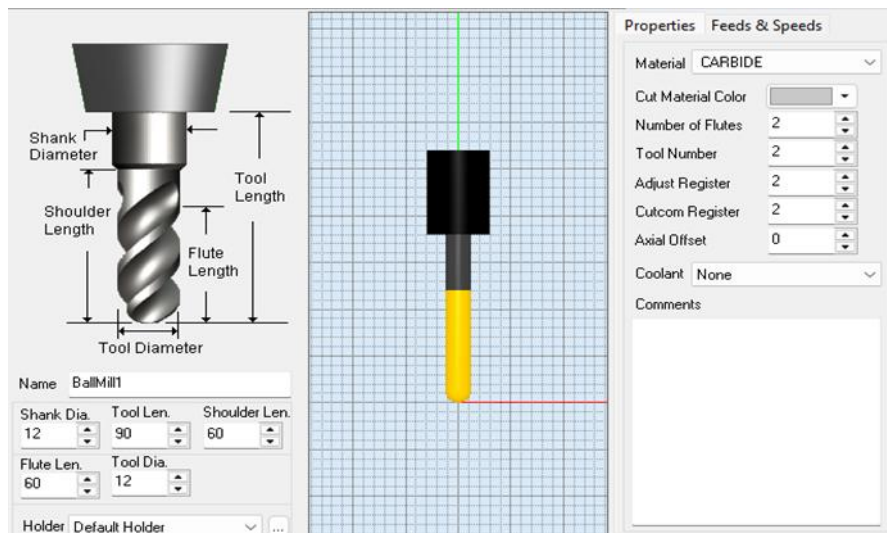 Shank
Diameter
Shoulder
Length
Tool
Length
Flute
Length
Tool Diameter
Name BallMill1
Shank Dia. Tool Len. Shoulder Len.
12 90 60
Flute Len. Tool Dia.
60 12
Holder Default Holder ...
Properties Feeds & Speeds
Material CARBIDE
Cut Material Color
Number of Flutes 2
Tool Number 2
Adjust Register 2
Cutcom Register 2
Axial Offset 0
Coolant None
Comments